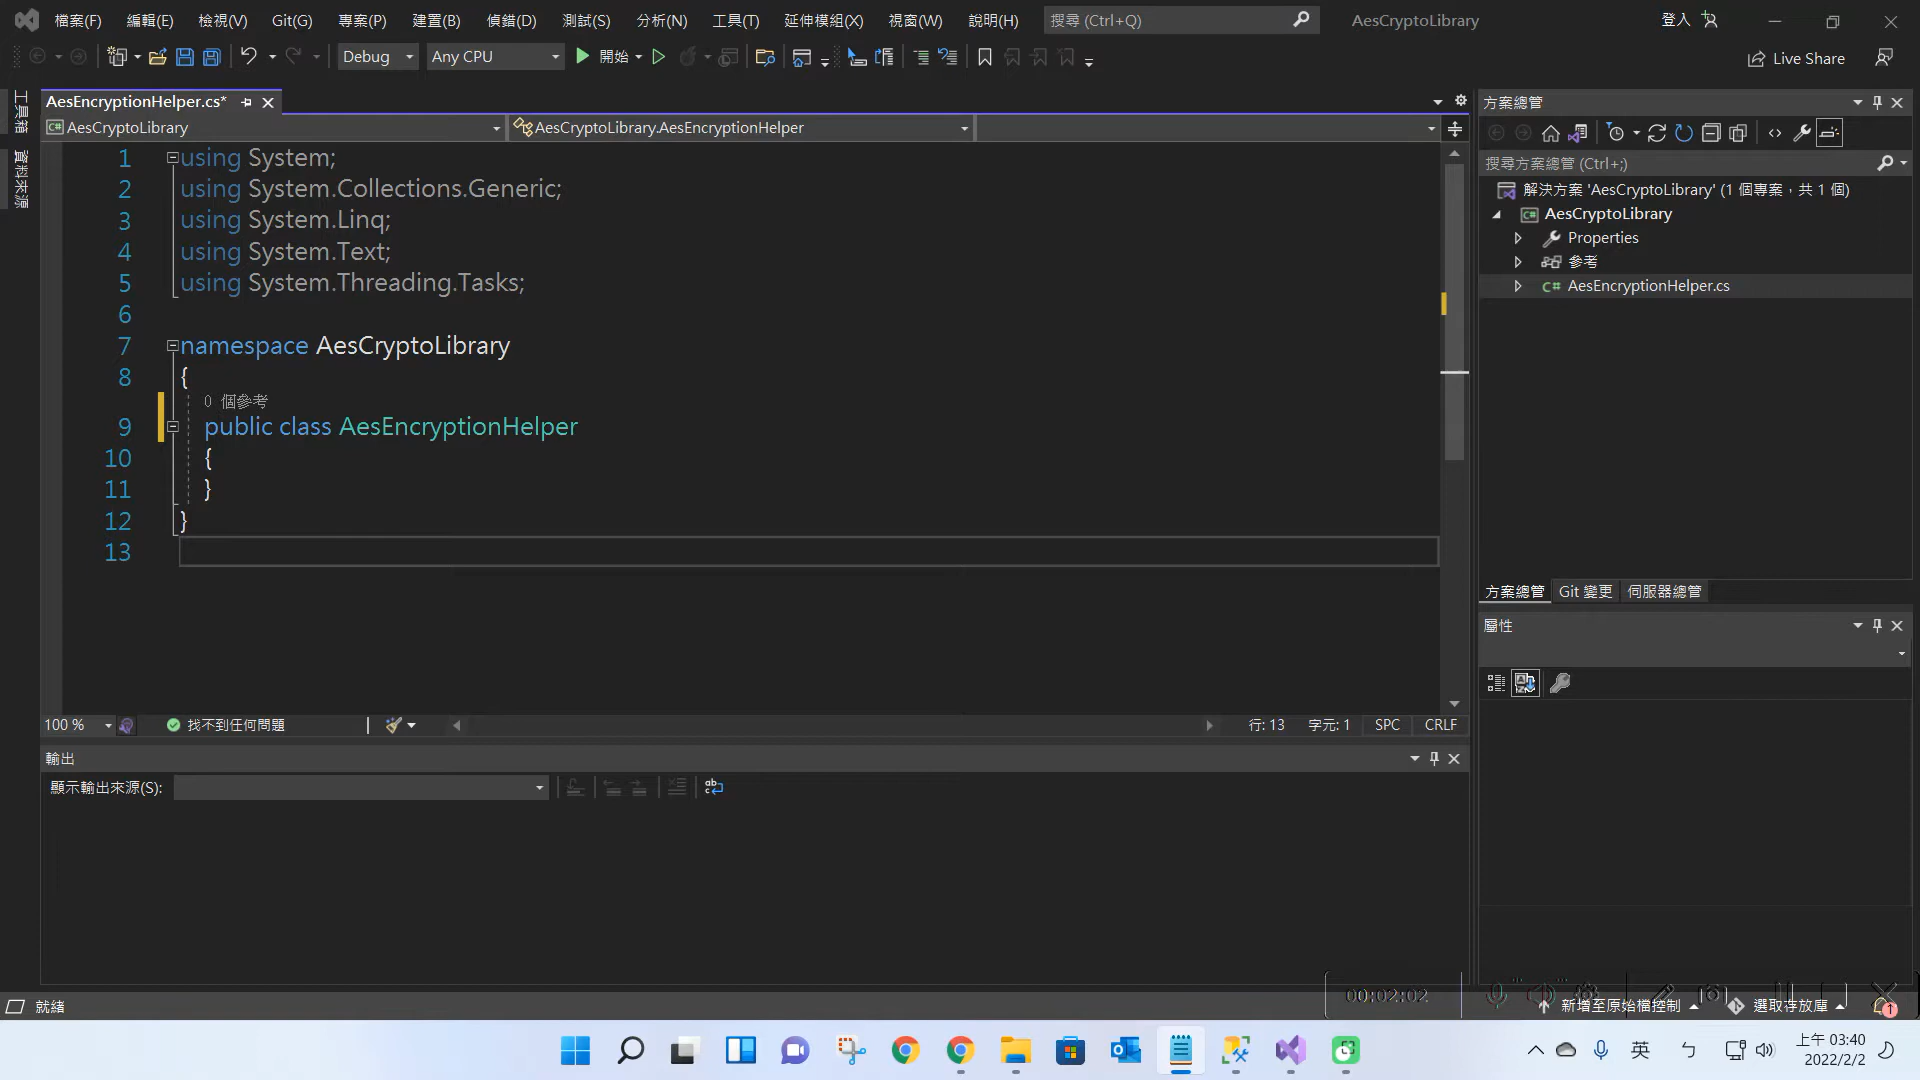 檔案(F) 編輯(E) 檢視(V) Git(G) 專案(P) 建置(B) 偵錯(D) 測試(S) 分析(N) 工具(T) 延伸模組(X) 視窗(W) 說明(H) 搜尋 (Ctrl+Q) AesCryptoLibrary 登入
Debug Any CPU 開始 Live Share
工具箱
資料來源
AesEncryptionHelper.cs*
AesCryptoLibrary AesCryptoLibrary.AesEncryptionHelper
1 using System;
2 using System.Collections.Generic;
3 using System.Linq;
4 using System.Text;
5 using System.Threading.Tasks;
6
7 namespace AesCryptoLibrary
8 {
0 個參考
9 public class AesEncryptionHelper
10 {
11 }
12 }
13
100 % 找不到任何問題 行: 13 字元: 1 SPC CRLF
輸出
顯示輸出來源(S):
方案總管
搜尋方案總管 (Ctrl+;)
解決方案 'AesCryptoLibrary' (1 個專案，共 1 個)
AesCryptoLibrary
Properties
參考
C# AesEncryptionHelper.cs
方案總管 Git 變更 伺服器總管
屬性
00:02:02
就緒 新增至原始檔控制 選取存放庫 1
英 ㄅ 上午 03:40
2022/2/2